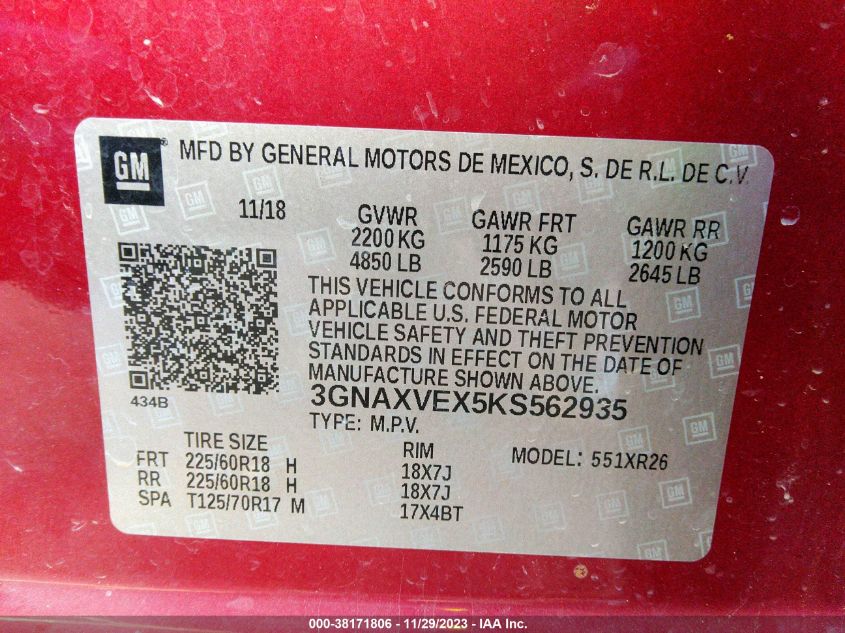 GM ® MFD BY GENERAL MOTORS DE MEXICO, S. DE R.L. DE C.V.
11/18 GVWR GAWR FRT GAWR RR
2200 KG 1175 KG 1200 KG
4850 LB 2590 LB 2645 LB
THIS VEHICLE CONFORMS TO ALL
APPLICABLE U.S. FEDERAL MOTOR
VEHICLE SAFETY AND THEFT PREVENTION
STANDARDS IN EFFECT ON THE DATE OF
MANUFACTURE SHOWN ABOVE.
434B
3GNAXVEX5KS562935
TYPE: M.P.V.
TIRE SIZE RIM MODEL: 551XR26
FRT 225/60R18 H 18X7J
RR 225/60R18 H 18X7J
SPA T125/70R17 M 17X4BT
000-38171806 - 11/29/2023 - IAA Inc.